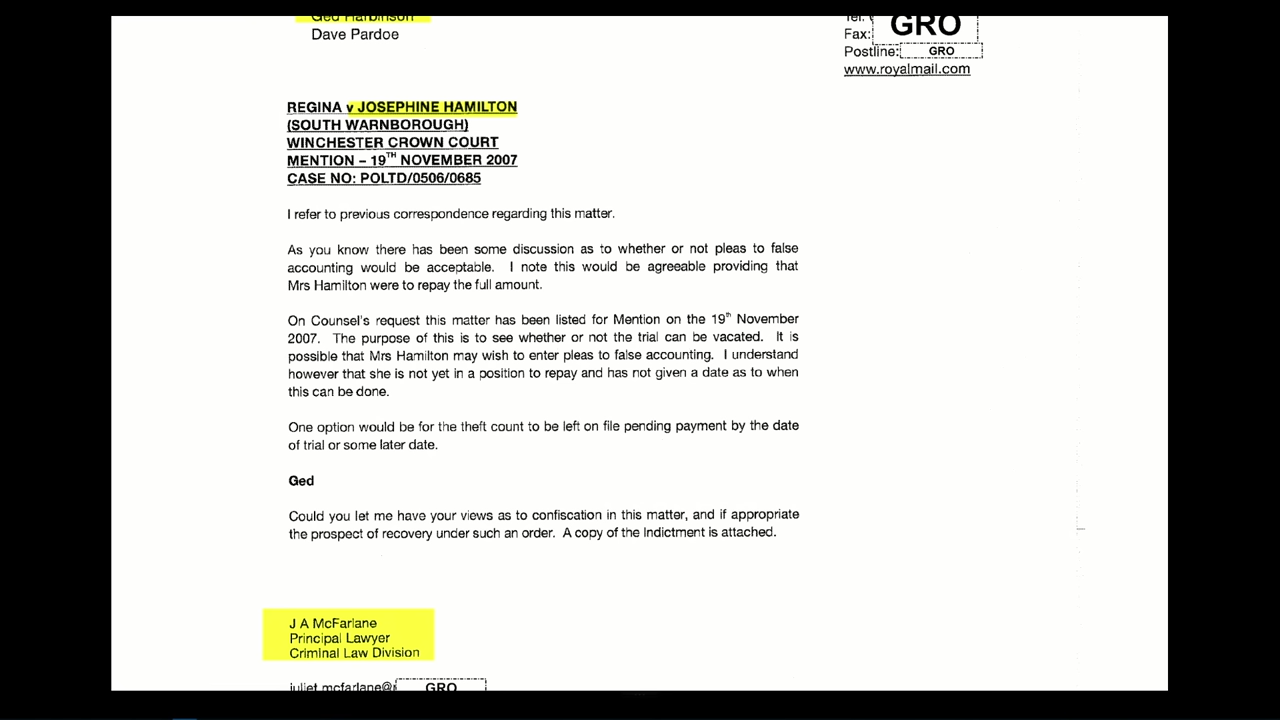 Ged Harbinson
Dave Pardoe
Tel:
GRO
Fax:
Postline: GRO
www.royalmail.com
REGINA v JOSEPHINE HAMILTON
(SOUTH WARNBOROUGH)
WINCHESTER CROWN COURT
MENTION – 19TH NOVEMBER 2007
CASE NO: POLTD/0506/0685
I refer to previous correspondence regarding this matter.
As you know there has been some discussion as to whether or not pleas to false
accounting would be acceptable. I note this would be agreeable providing that
Mrs Hamilton were to repay the full amount.
On Counsel's request this matter has been listed for Mention on the 19th November
2007. The purpose of this is to see whether or not the trial can be vacated. It is
possible that Mrs Hamilton may wish to enter pleas to false accounting. I understand
however that she is not yet in a position to repay and has not given a date as to when
this can be done.
One option would be for the theft count to be left on file pending payment by the date
of trial or some later date.
Ged
Could you let me have your views as to confiscation in this matter, and if appropriate
the prospect of recovery under such an order. A copy of the Indictment is attached.
J A McFarlane
Principal Lawyer
Criminal Law Division
juliet.mcfarlane@r GRO